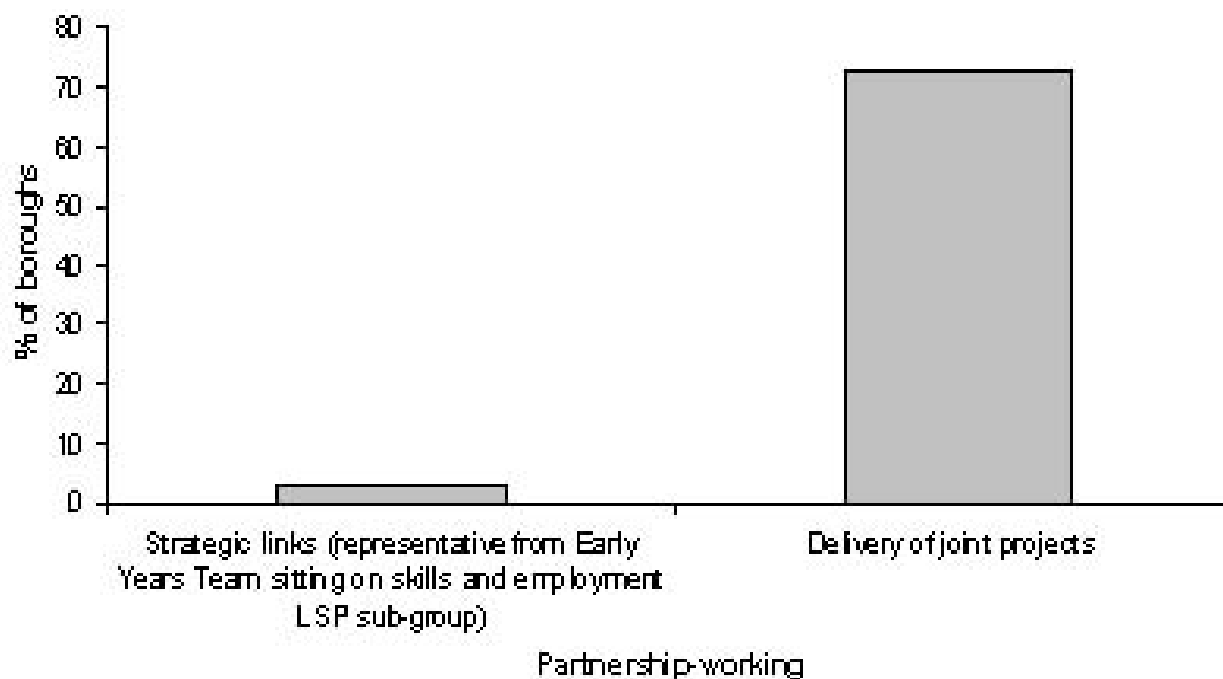 80
70
60
50
40
30
20
10
0
% of boroughs
Strategic links (representative from Early
Years Team sitting on skills and employment
LSP sub-group)
Delivery of joint projects
Partnership-working